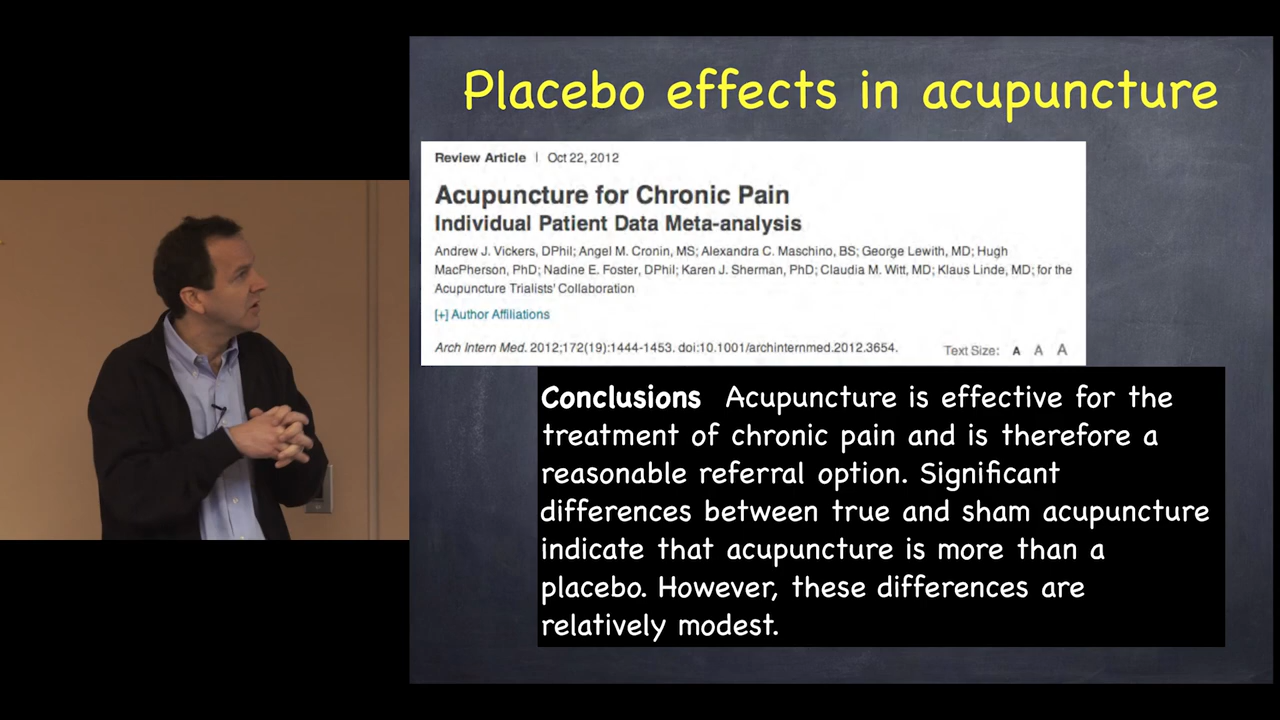 Placebo effects in acupuncture
Review Article | Oct 22, 2012
Acupuncture for Chronic Pain
Individual Patient Data Meta-analysis
Andrew J. Vickers, DPhil; Angel M. Cronin, MS; Alexandra C. Maschino, BS; George Lewith, MD; Hugh
MacPherson, PhD; Nadine E. Foster, DPhil; Karen J. Sherman, PhD; Claudia M. Witt, MD; Klaus Linde, MD; for the
Acupuncture Trialists' Collaboration
[+] Author Affiliations
Arch Intern Med. 2012;172(19):1444-1453. doi:10.1001/archinternmed.2012.3654.
Text Size: A A A
Conclusions Acupuncture is effective for the
treatment of chronic pain and is therefore a
reasonable referral option. Significant
differences between true and sham acupuncture
indicate that acupuncture is more than a
placebo. However, these differences are
relatively modest.